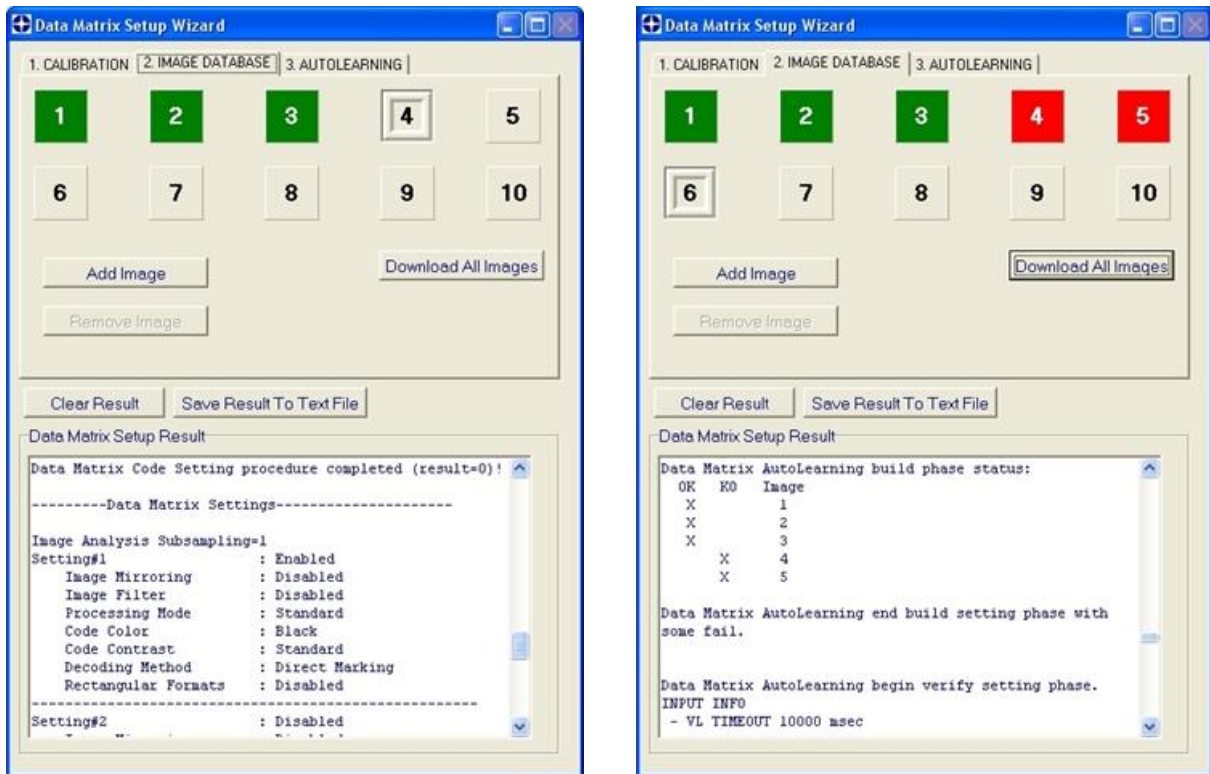 Data Matrix Setup Wizard
1. CALIBRATION 2. IMAGE DATABASE 3. AUTOLEARNING
1 2 3 4 5
6 7 8 9 10
Add Image Download All Images
Remove Image
Clear Result Save Result To Text File
Data Matrix Setup Result
Data Matrix Code Setting procedure completed (result=0)!
---------Data Matrix Settings----------------------
Image Analysis Subsampling=1
Setting#1 : Enabled
Image Mirroring : Disabled
Image Filter : Disabled
Processing Mode : Standard
Code Color : Black
Code Contrast : Standard
Decoding Method : Direct Marking
Rectangular Formats : Disabled
-----------------------------------------------------
Setting#2 : Disabled
Data Matrix Setup Wizard
1. CALIBRATION 2. IMAGE DATABASE 3. AUTOLEARNING
1 2 3 4 5
6 7 8 9 10
Add Image Download All Images
Remove Image
Clear Result Save Result To Text File
Data Matrix Setup Result
Data Matrix AutoLearning build phase status:
OK KO Image
X 1
X 2
X 3
X 4
X 5
Data Matrix AutoLearning end build setting phase with
some fail.
Data Matrix AutoLearning begin verify setting phase.
INPUT INFO
- VL TIMEOUT 10000 msec